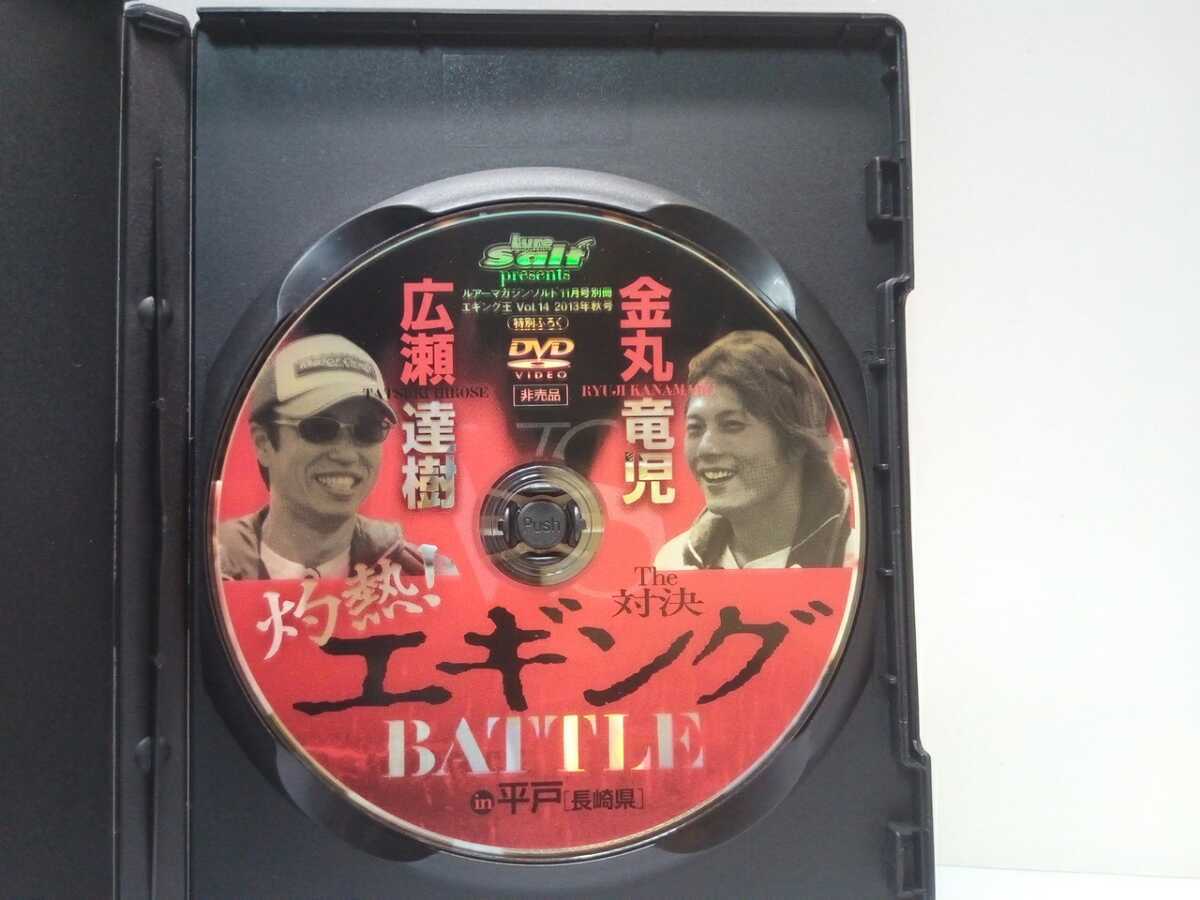 Lure
salt
presents
ルアーマガジンソルト11月号別冊
エギング王 Vol.14 2013年秋号
特別ふろく
DVD
VIDEO
非売品
広瀬達樹
TATSUKI HIROSE
金丸竜児
RYUJI KANAMARU
VS
Push
The
対決
灼熱!
エギング
BATTLE
in 平戸[長崎県]